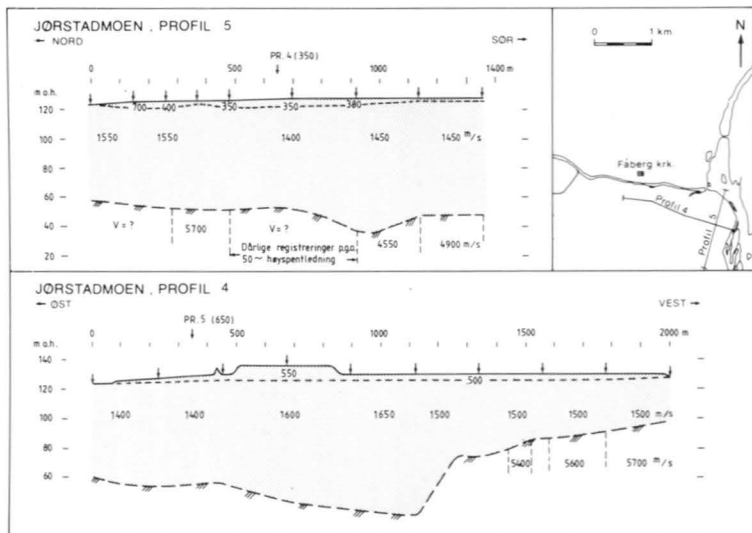 JØRSTADMOEN , PROFIL 5
← NORD SØR →
PR. 4 (350)
0 500 1000 1400 m
m o.h.
120 700 400 350 350 380
100 1550 1550 1400 1450 1450 m/s
80
60
40 V = ? 5700 V = ? 4550 4900 m/s
Dårlige registreringer p.g.a.
20 50 ~ høyspentledning
0 1 km
N
Fåberg krk.
Profil 4
Profil 5
JØRSTADMOEN , PROFIL 4
← ØST VEST →
PR. 5 (650)
0 500 1000 1500 2000 m
m o.h.
140
120 550 500
100 1400 1400 1600 1650 1500 1500 1500 1500 m/s
80
60 5400 5600 5700 m/s